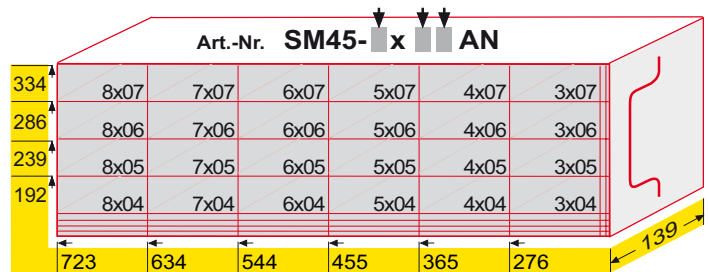 Art.-Nr. SM45- x AN
334
8x07 7x07 6x07 5x07 4x07 3x07
286
8x06 7x06 6x06 5x06 4x06 3x06
239
8x05 7x05 6x05 5x05 4x05 3x05
192
8x04 7x04 6x04 5x04 4x04 3x04
139
723 634 544 455 365 276